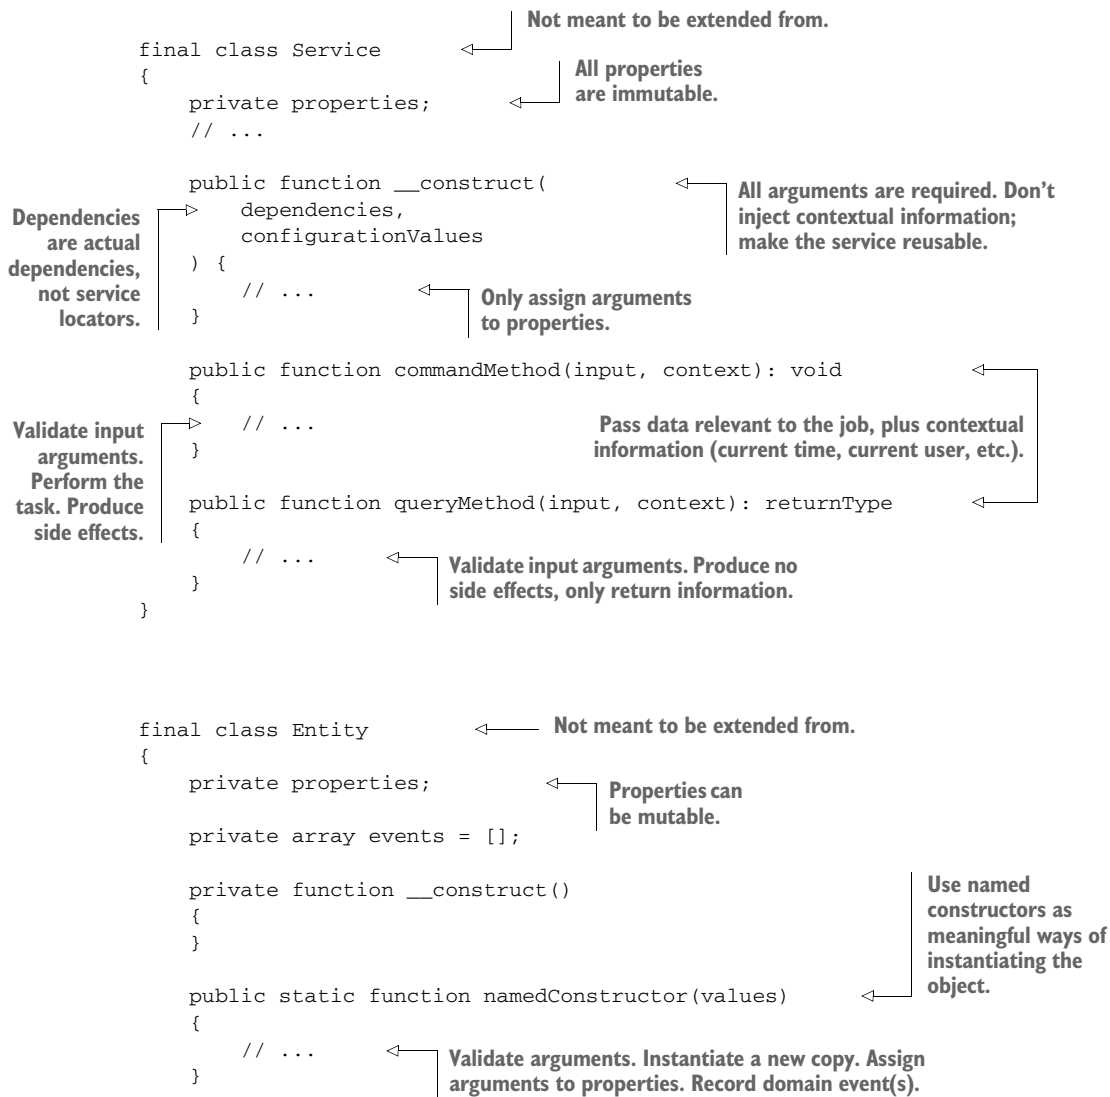 Not meant to be extended from.
final class Service
{
All properties
are immutable.
private properties;
// ...
public function __construct(
All arguments are required. Don't
inject contextual information;
make the service reusable.
Dependencies
are actual
dependencies,
not service
locators.
dependencies,
configurationValues
) {
// ...
Only assign arguments
to properties.
}
public function commandMethod(input, context): void
{
Validate input
arguments.
Perform the
task. Produce
side effects.
// ...
Pass data relevant to the job, plus contextual
information (current time, current user, etc.).
}
public function queryMethod(input, context): returnType
{
// ...
Validate input arguments. Produce no
side effects, only return information.
}
}
final class Entity
Not meant to be extended from.
{
private properties;
Properties can
be mutable.
private array events = [];
private function __construct()
{
}
Use named
constructors as
meaningful ways of
instantiating the
object.
public static function namedConstructor(values)
{
// ...
Validate arguments. Instantiate a new copy. Assign
arguments to properties. Record domain event(s).
}